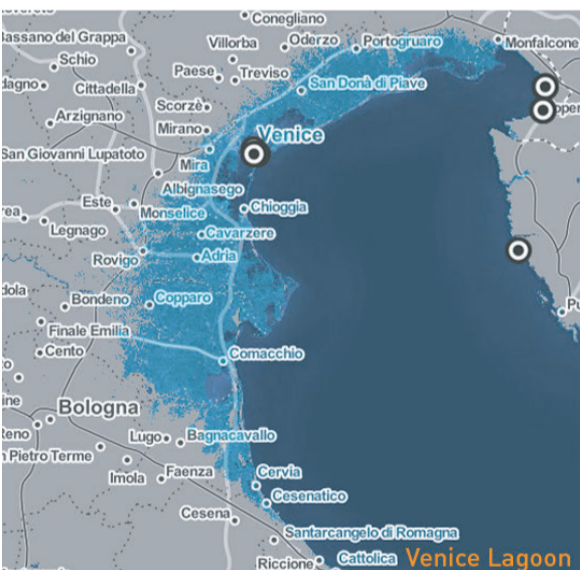 Conegliano
Bassano del Grappa
Villorba
Oderzo
Portogruaro
Monfalcone
Schio
Paese
Treviso
Cittadella
San Donà di Piave
Scorzè
Arzignano
Mirano
Venice
San Giovanni Lupatoto
Mira
Albignasego
Este
Monselice
Chioggia
Legnago
Cavarzere
Rovigo
Adria
Bondeno
Copparo
Finale Emilia
Cento
Comacchio
Bologna
Lugo
Bagnacavallo
n Pietro Terme
Imola
Faenza
Cervia
Cesenatico
Cesena
Santarcangelo di Romagna
Riccione
Cattolica
Venice Lagoon